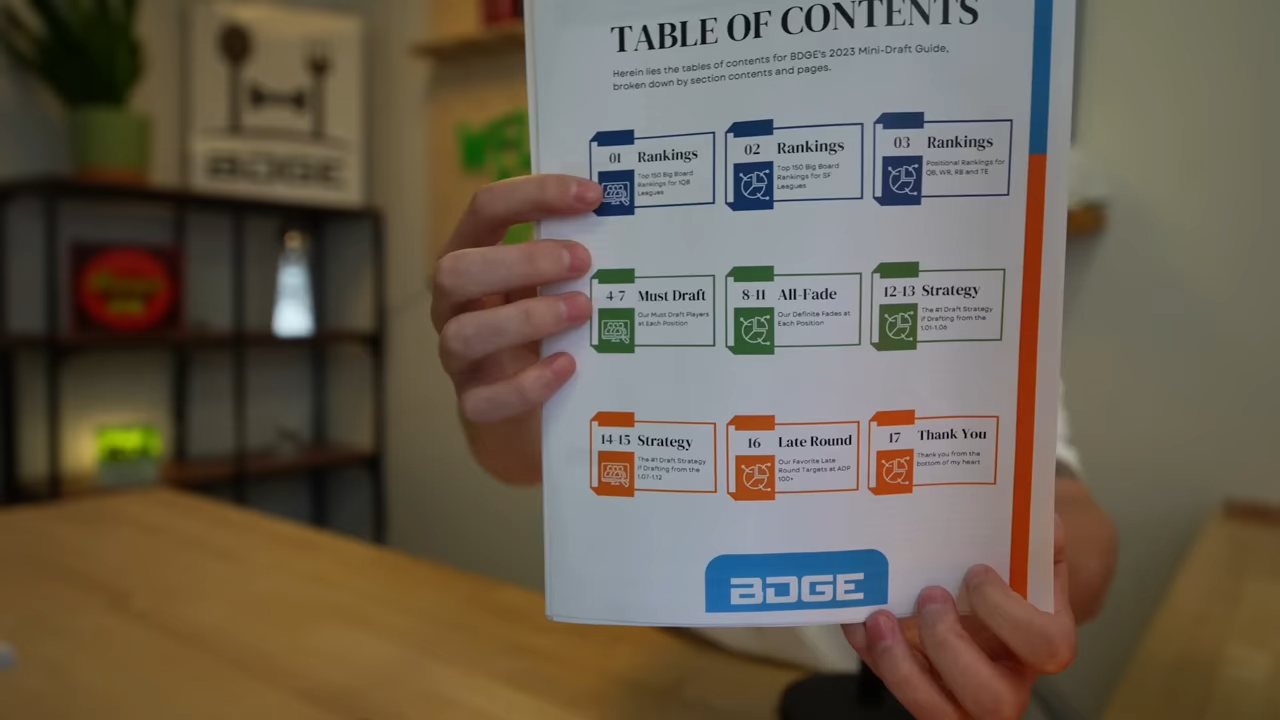 TABLE OF CONTENTS
Herein lies the tables of contents for BDGE's 2023 Mini-Draft Guide,
broken down by section contents and pages.
01 Rankings
Top 150 Big Board
Rankings for 1QB
Leagues
02 Rankings
Top 150 Big Board
Rankings for SF
Leagues
03 Rankings
Positional Rankings for
QB, WR, RB and TE
4-7 Must Draft
Our Must Draft Players
at Each Position
8-11 All-Fade
Our Definite Fades at
Each Position
12-13 Strategy
The #1 Draft Strategy
if Drafting from the
1.01-1.06
14-15 Strategy
The #1 Draft Strategy
if Drafting from the
1.07-1.12
16 Late Round
Our Favorite Late
Round Targets at ADP
100+
17 Thank You
Thank you from the
bottom of my heart
BDGE
BDGE